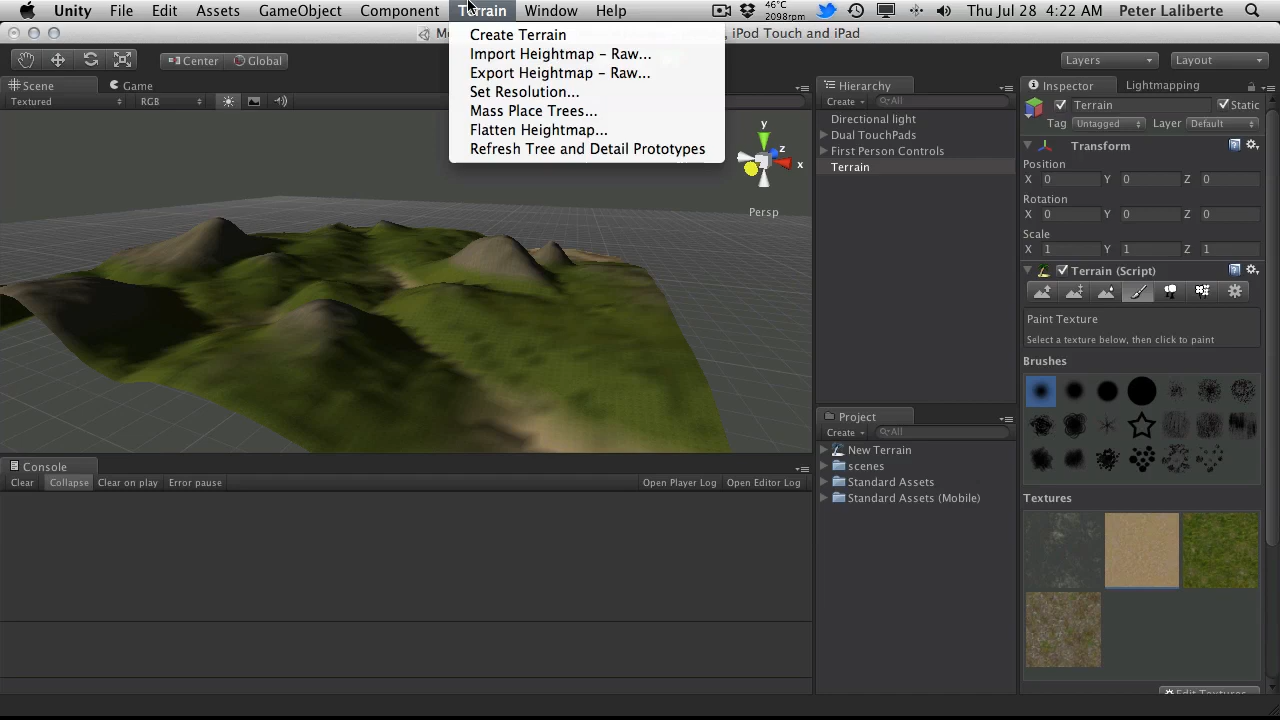 Unity File Edit Assets GameObject Component Terrain Window Help 46°C 2098rpm Thu Jul 28 4:22 AM Peter Laliberte
iPod Touch and iPad
Create Terrain
Import Heightmap - Raw...
Export Heightmap - Raw...
Set Resolution...
Mass Place Trees...
Flatten Heightmap...
Refresh Tree and Detail Prototypes
Center Global
Layers Layout
Scene Game
Textured RGB
y
z
x
Persp
Hierarchy
Create All
Directional light
Dual TouchPads
First Person Controls
Terrain
Inspector Lightmapping
Terrain Static
Tag Untagged Layer Default
Transform
Position
X 0 Y 0 Z 0
Rotation
X 0 Y 0 Z 0
Scale
X 1 Y 1 Z 1
Terrain (Script)
Paint Texture
Select a texture below, then click to paint
Brushes
Textures
Edit Textures...
Project
Create All
New Terrain
scenes
Standard Assets
Standard Assets (Mobile)
Console
Clear Collapse Clear on play Error pause Open Player Log Open Editor Log